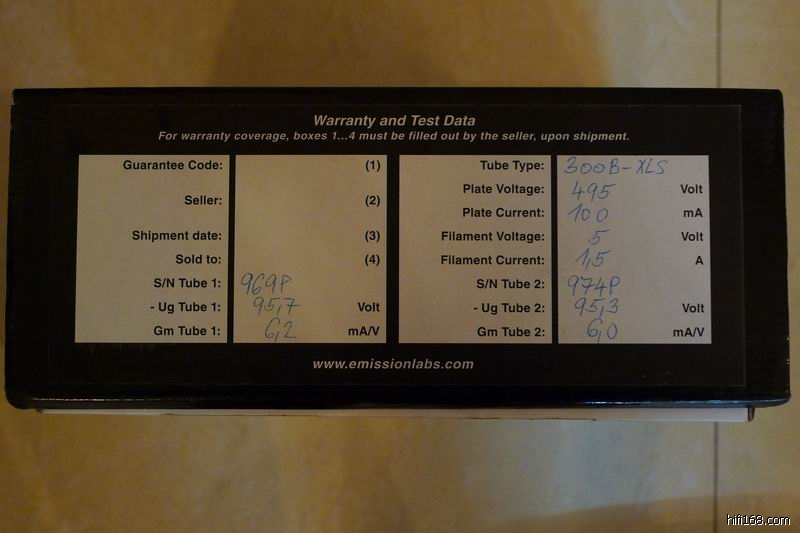 Warranty and Test Data
For warranty coverage, boxes 1...4 must be filled out by the seller, upon shipment.
Guarantee Code: (1)
Seller: (2)
Shipment date: (3)
Sold to: (4)
S/N Tube 1: 969P
- Ug Tube 1: 95,7 Volt
Gm Tube 1: 6,2 mA/V
Tube Type: 300B-XLS
Plate Voltage: 495 Volt
Plate Current: 100 mA
Filament Voltage: 5 Volt
Filament Current: 1,5 A
S/N Tube 2: 974P
- Ug Tube 2: 95,3 Volt
Gm Tube 2: 6,0 mA/V
www.emissionlabs.com
hifi168.com